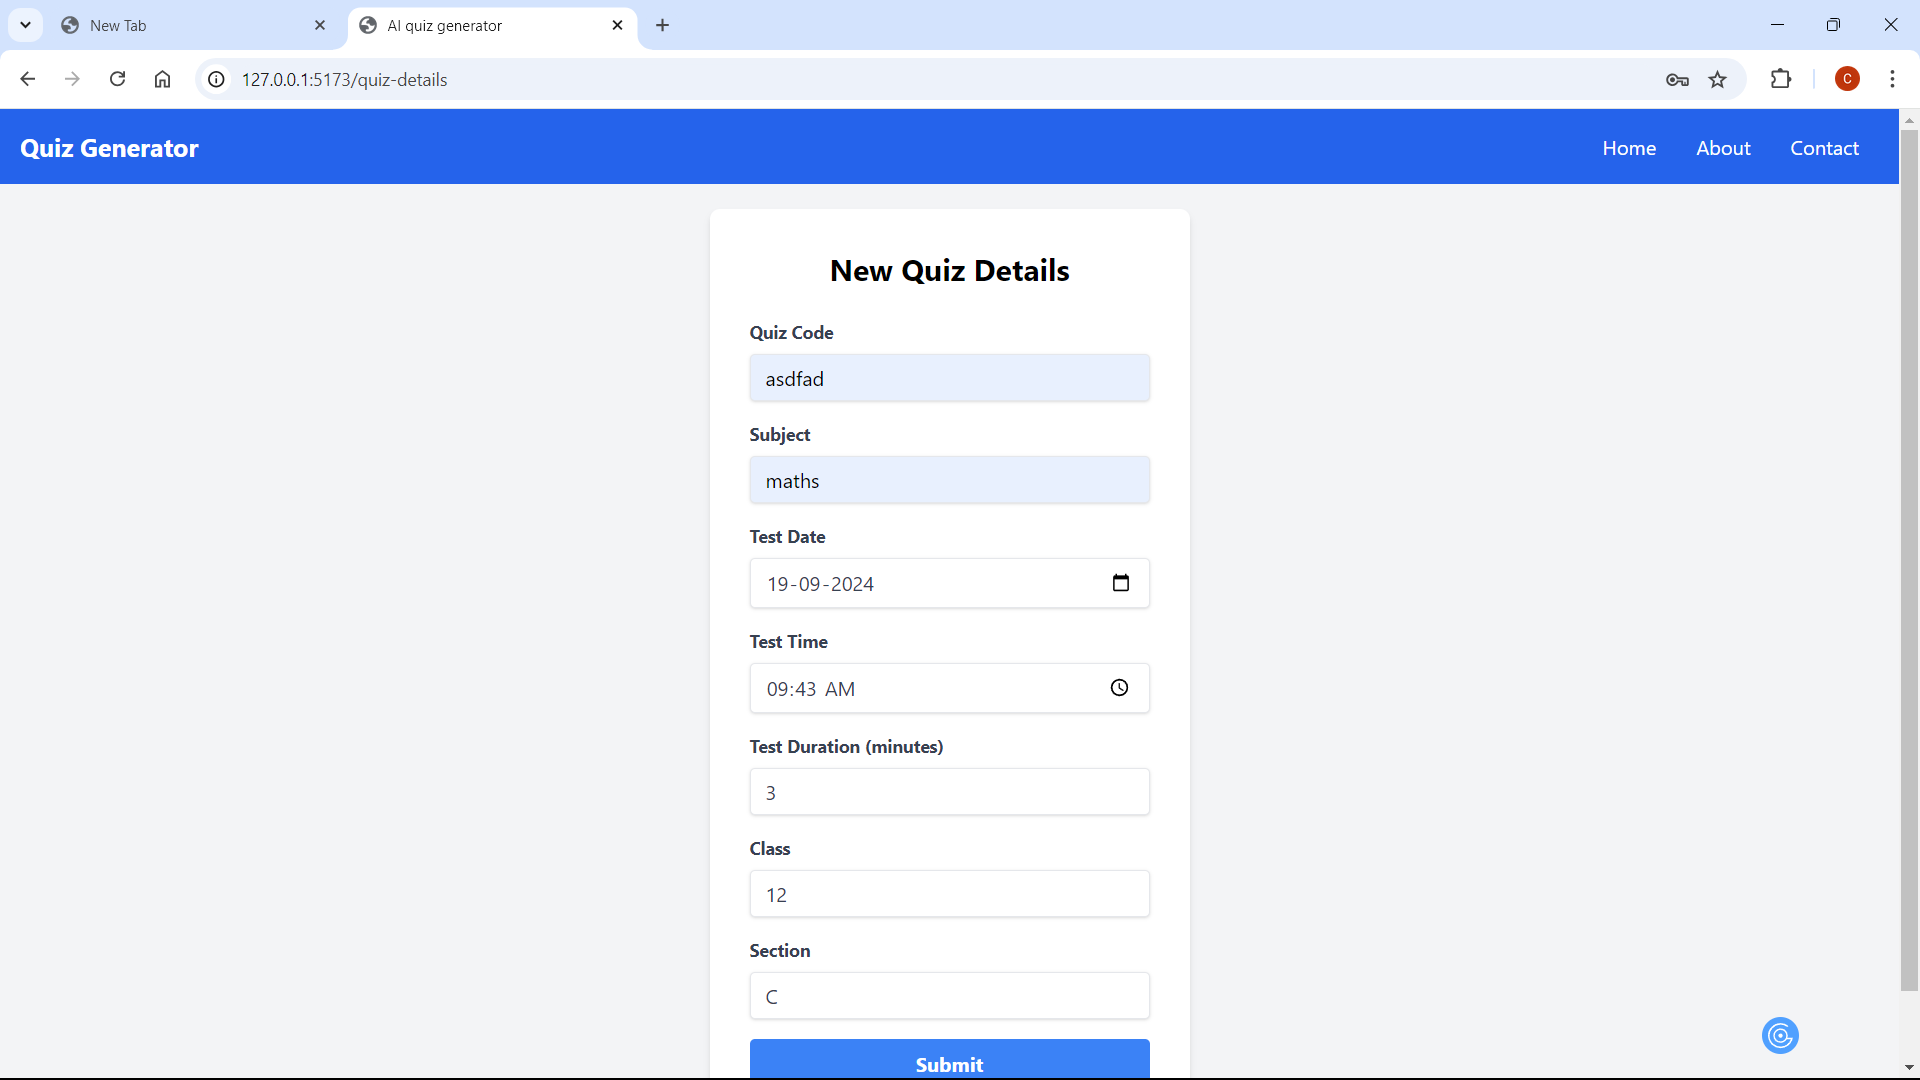 New Tab
AI quiz generator
127.0.0.1:5173/quiz-details
C
Quiz Generator
Home About Contact
New Quiz Details
Quiz Code
asdfad
Subject
maths
Test Date
19-09-2024
Test Time
09:43 AM
Test Duration (minutes)
3
Class
12
Section
C
Submit